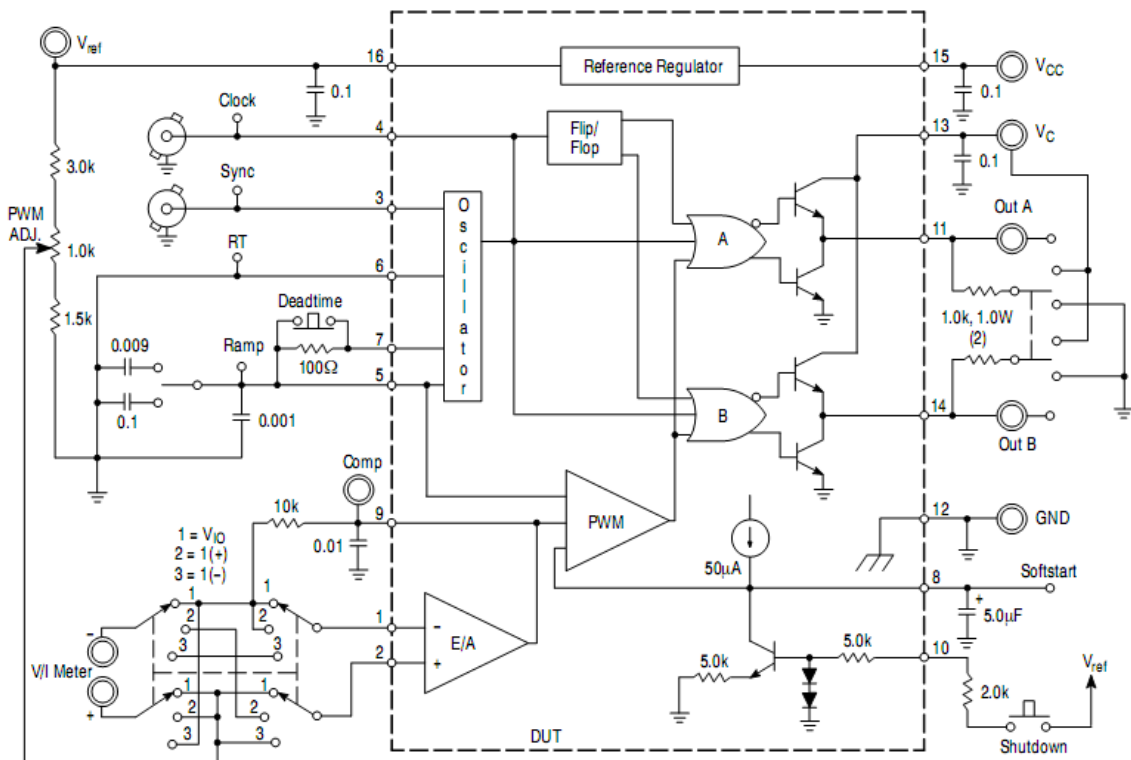 Vref
16
Reference Regulator
15
VCC
0.1
0.1
Clock
4
Flip/
Flop
13
VC
0.1
3.0k
Sync
3
Oscillator
PWM
ADJ.
1.0k
RT
6
A
11
Out A
1.5k
Deadtime
7
100Ω
0.009
Ramp
5
0.1
0.001
1.0k, 1.0W
(2)
B
14
Out B
Comp
10k
9
0.01
PWM
12
GND
1 = VIO
2 = 1(+)
3 = 1(−)
50µA
8
Softstart
+
5.0µF
1
1
2
2
3
3
1
−
E/A
2
+
−
V/I Meter
+
1
1
2
2
3
3
5.0k
5.0k
10
2.0k
Vref
Shutdown
DUT